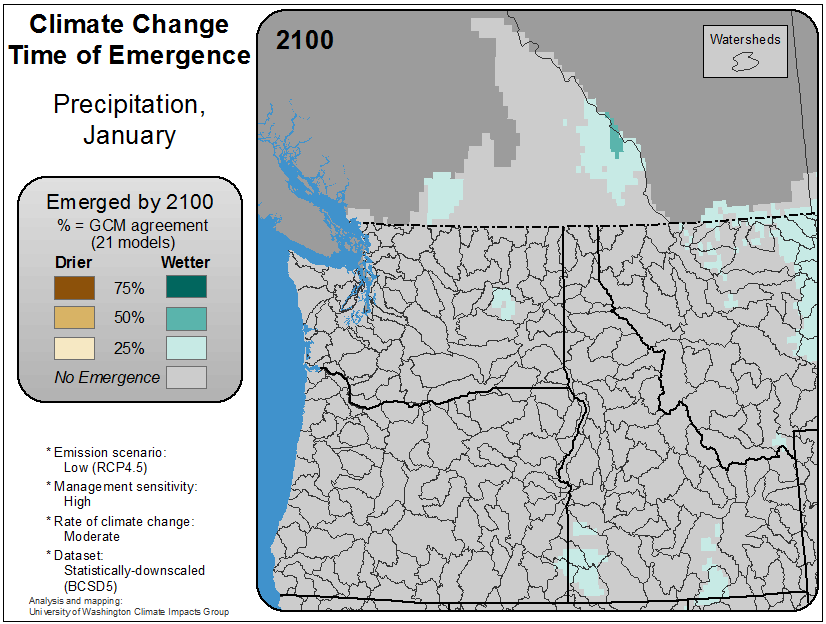 Climate Change
Time of Emergence
Precipitation,
January
Emerged by 2100
% = GCM agreement
(21 models)
Drier Wetter
75%
50%
25%
No Emergence
* Emission scenario:
Low (RCP4.5)
* Management sensitivity:
High
* Rate of climate change:
Moderate
* Dataset:
Statistically-downscaled
(BCSD5)
Analysis and mapping:
University of Washington Climate Impacts Group
2100
Watersheds